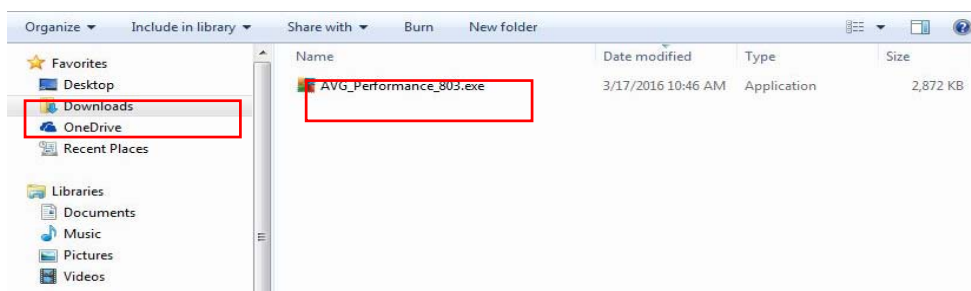 Organize Include in library Share with Burn New folder
Name Date modified Type Size
AVG_Performance_803.exe 3/17/2016 10:46 AM Application 2,872 KB
Favorites
Desktop
Downloads
OneDrive
Recent Places
Libraries
Documents
Music
Pictures
Videos